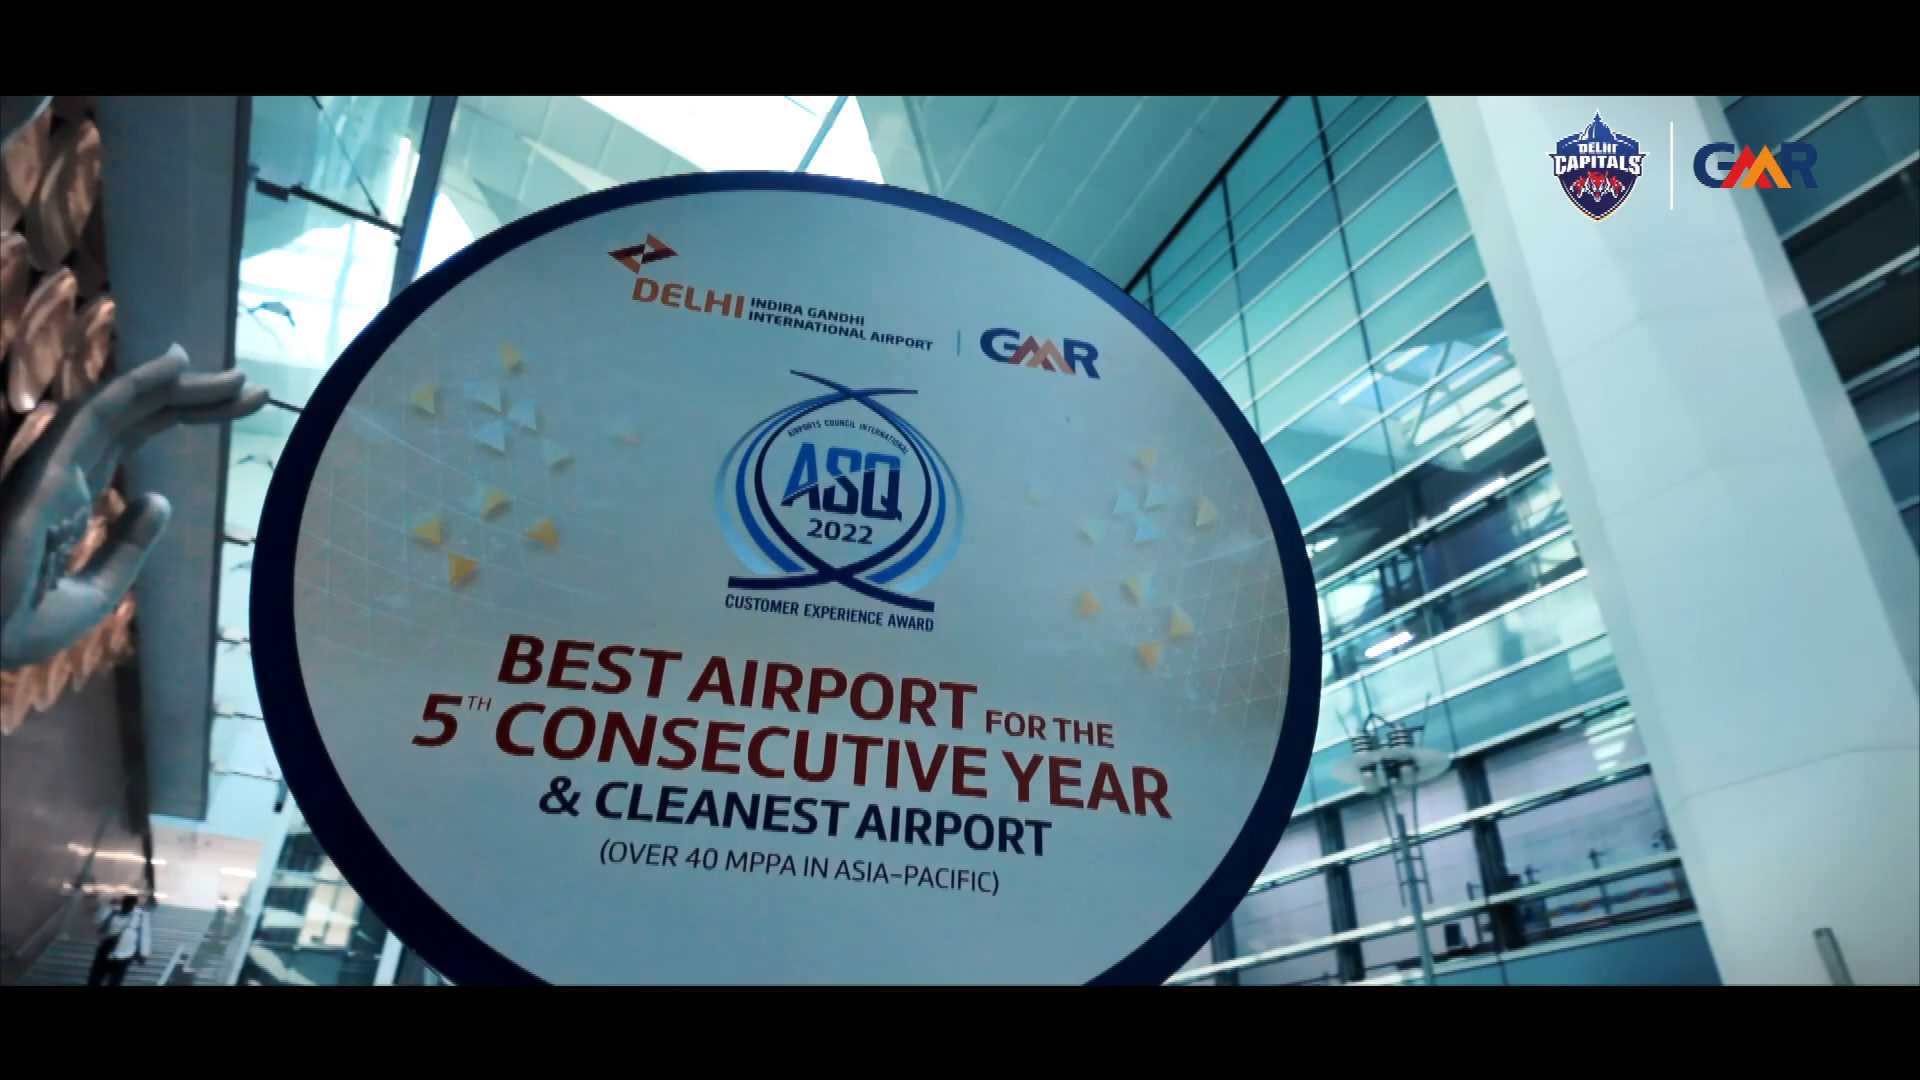 DELHI
CAPITALS
GMR
DELHI INDIRA GANDHI
INTERNATIONAL AIRPORT
GMR
AIRPORTS COUNCIL INTERNATIONAL
ASQ
2022
CUSTOMER EXPERIENCE AWARD
BEST AIRPORT FOR THE
5TH CONSECUTIVE YEAR
& CLEANEST AIRPORT
(OVER 40 MPPA IN ASIA-PACIFIC)